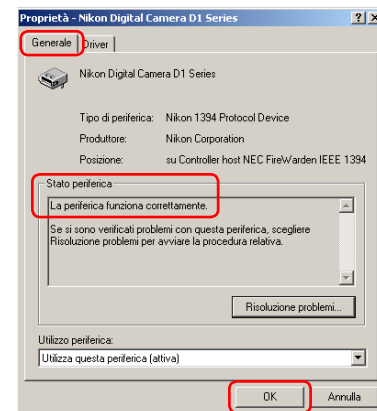 Proprietà - Nikon Digital Camera D1 Series
Generale Driver
Nikon Digital Camera D1 Series
Tipo di periferica: Nikon 1394 Protocol Device
Produttore: Nikon Corporation
Posizione: su Controller host NEC FireWarden IEEE 1394
Stato periferica
La periferica funziona correttamente.
Se si sono verificati problemi con questa periferica, scegliere
Risoluzione problemi per avviare la procedura relativa.
Risoluzione problemi...
Utilizzo periferica:
Utilizza questa periferica (attiva)
OK Annulla